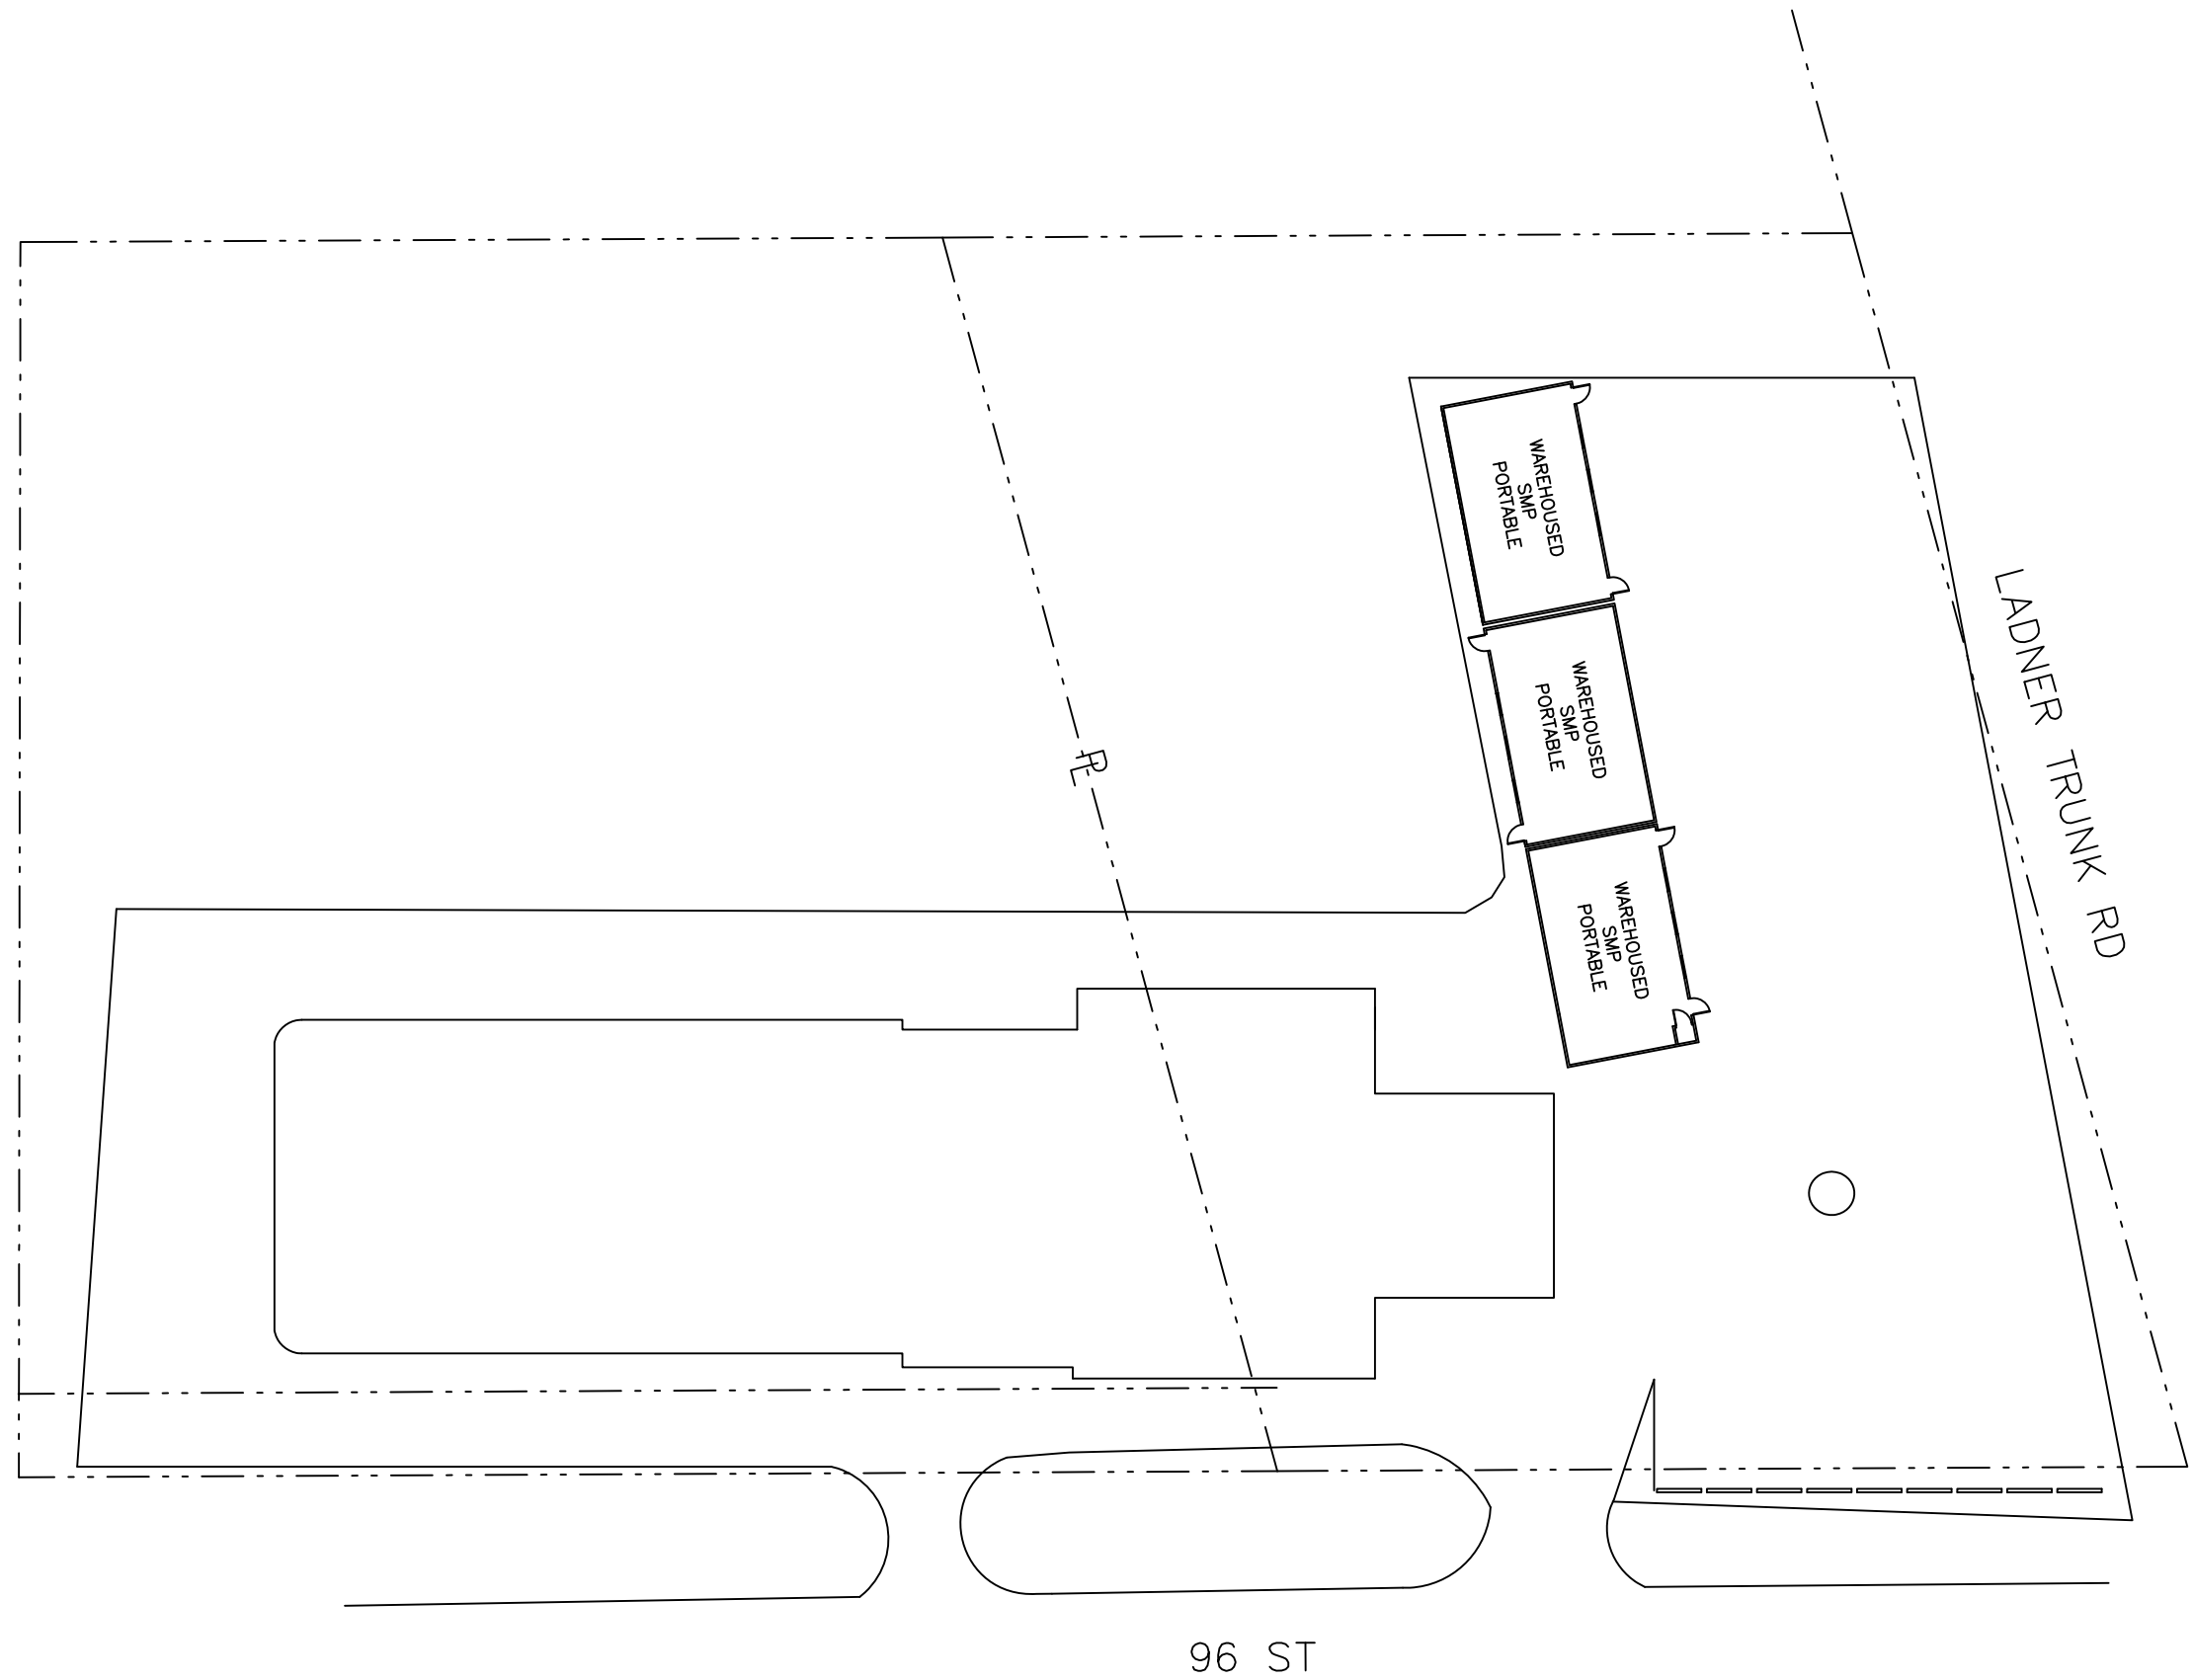 WAREHOUSED
SMP
PORTABLE
WAREHOUSED
SMP
PORTABLE
WAREHOUSED
SMP
PORTABLE
LADNER TRUNK RD
PL
96 ST